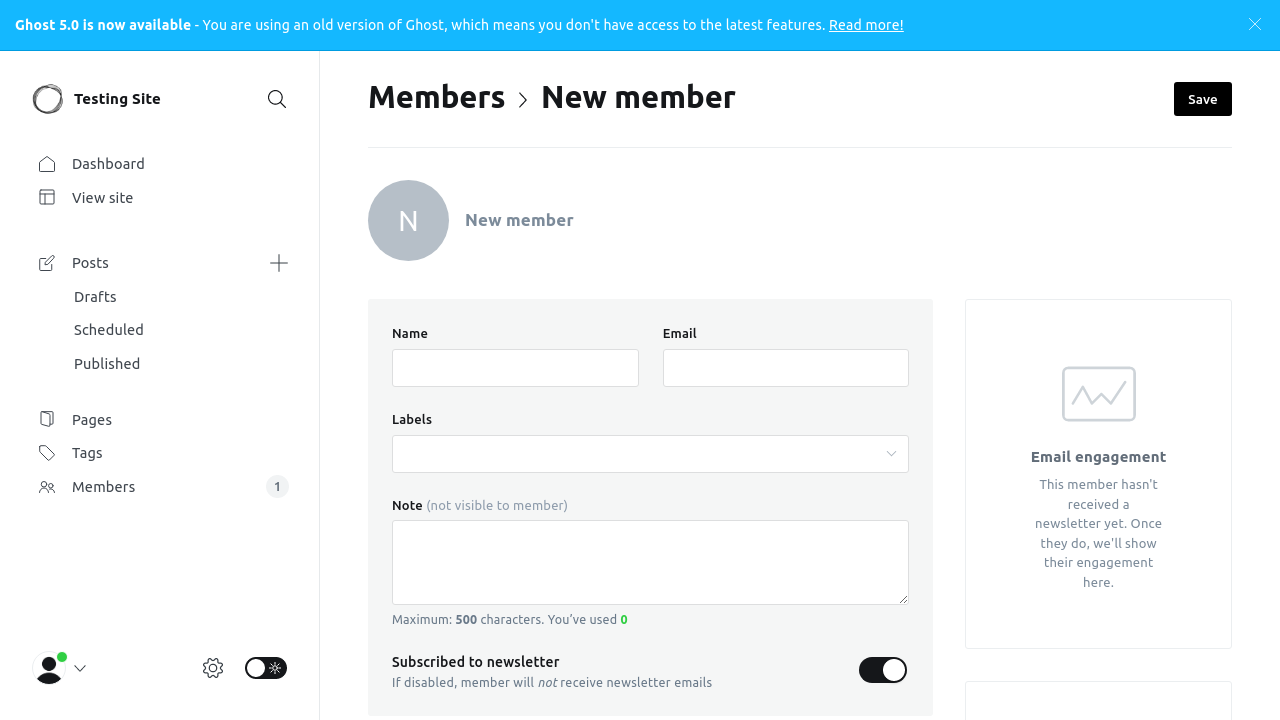 Ghost 5.0 is now available - You are using an old version of Ghost, which means you don't have access to the latest features. Read more!
Testing Site
Dashboard
View site
Posts
Drafts
Scheduled
Published
Pages
Tags
Members 1
Members New member
Save
N New member
Name Email
Labels
Note (not visible to member)
Maximum: 500 characters. You've used 0
Subscribed to newsletter
If disabled, member will not receive newsletter emails
Email engagement
This member hasn't
received a
newsletter yet. Once
they do, we'll show
their engagement
here.